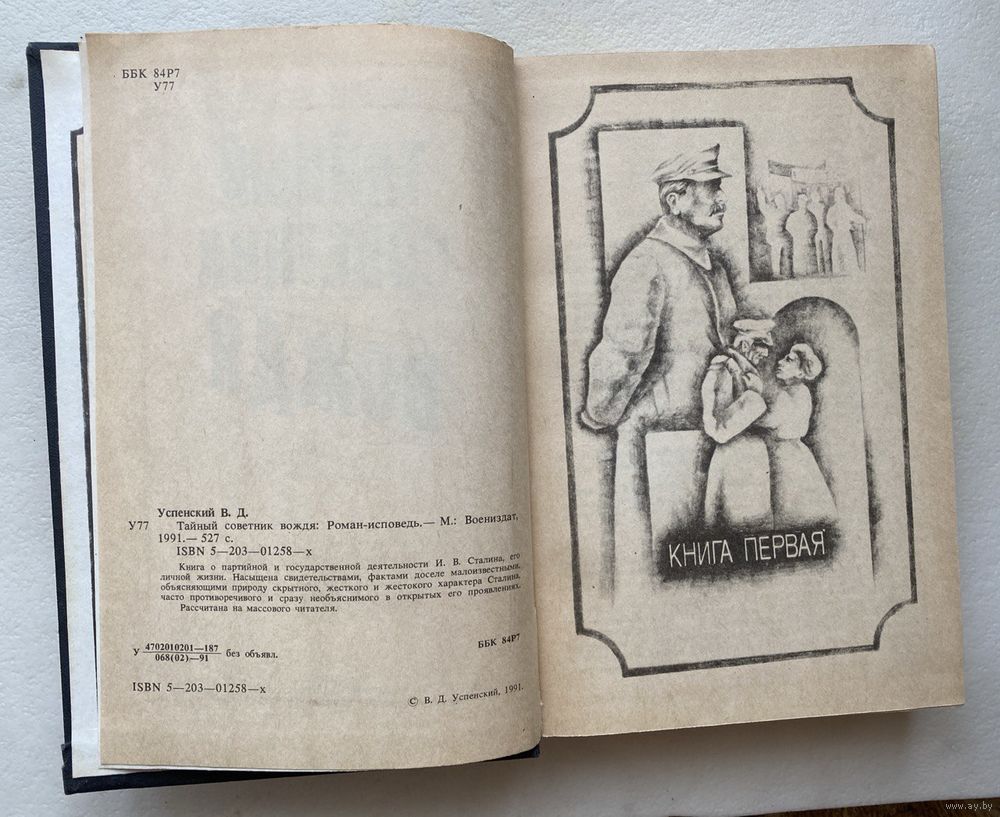 ББК 84Р7
У77
Успенский В. Д.
У77 Тайный советник вождя: Роман-исповедь.— М.: Воениздат,
1991.— 527 с.
ISBN 5—203—01258—х
Книга о партийной и государственной деятельности И. В. Сталина, его
личной жизни. Насыщена свидетельствами, фактами доселе малоизвестными,
объясняющими природу скрытного, жесткого и жестокого характера Сталина,
часто противоречивого и сразу необъяснимого в открытых его проявлениях.
Рассчитана на массового читателя.
У 4702010201—187
068(02)—91 без объявл.
ББК 84Р7
ISBN 5—203—01258—х
© В. Д. Успенский, 1991.
КНИГА ПЕРВАЯ
www.ay.by